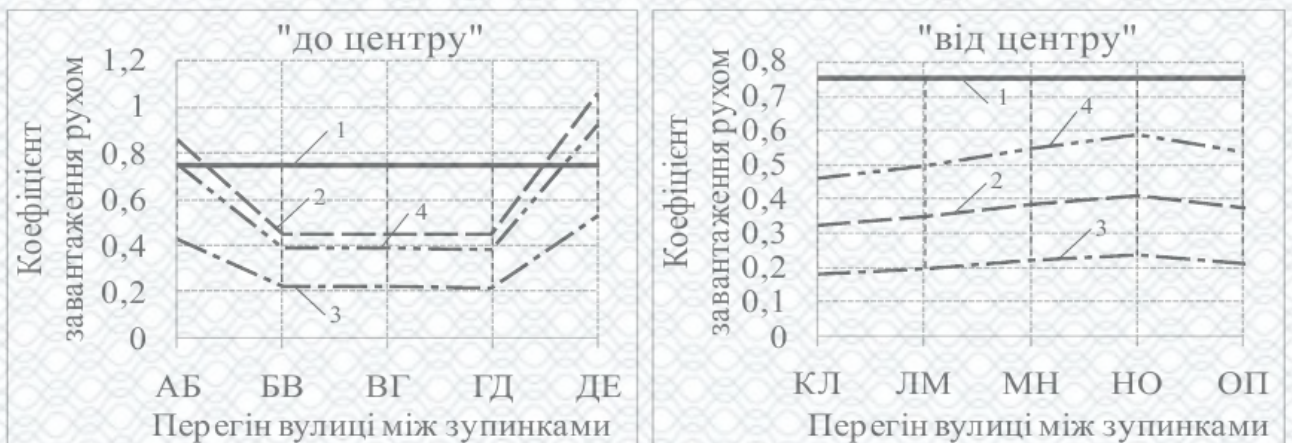 "до центру"
Коефіцієнт
завантаження рухом
1,2
1
0,8
0,6
0,4
0,2
0
1
2
4
3
АБ БВ ВГ ГД ДЕ
Перегін вулиці між зупинками
"від центру"
Коефіцієнт
завантаження рухом
0,8
0,7
0,6
0,5
0,4
0,3
0,2
0,1
0
1
4
2
3
КЛ ЛМ МН НО ОП
Перегін вулиці між зупинками